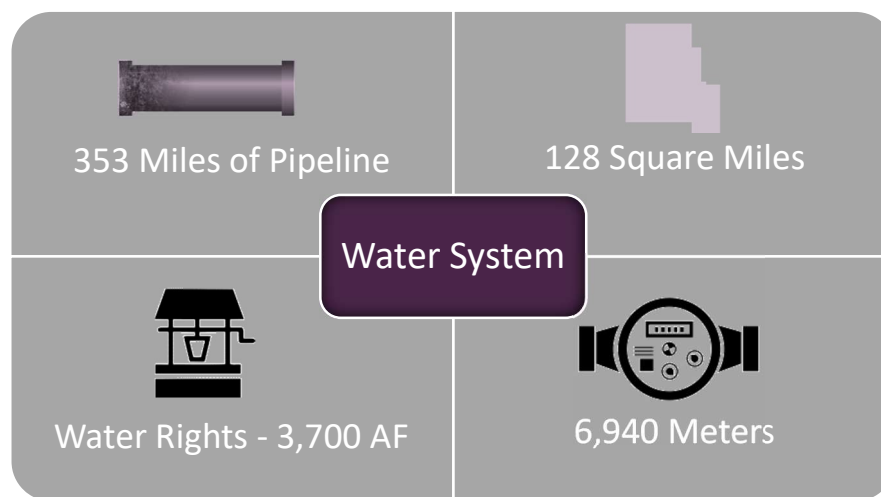 353 Miles of Pipeline
128 Square Miles
Water System
Water Rights - 3,700 AF
6,940 Meters